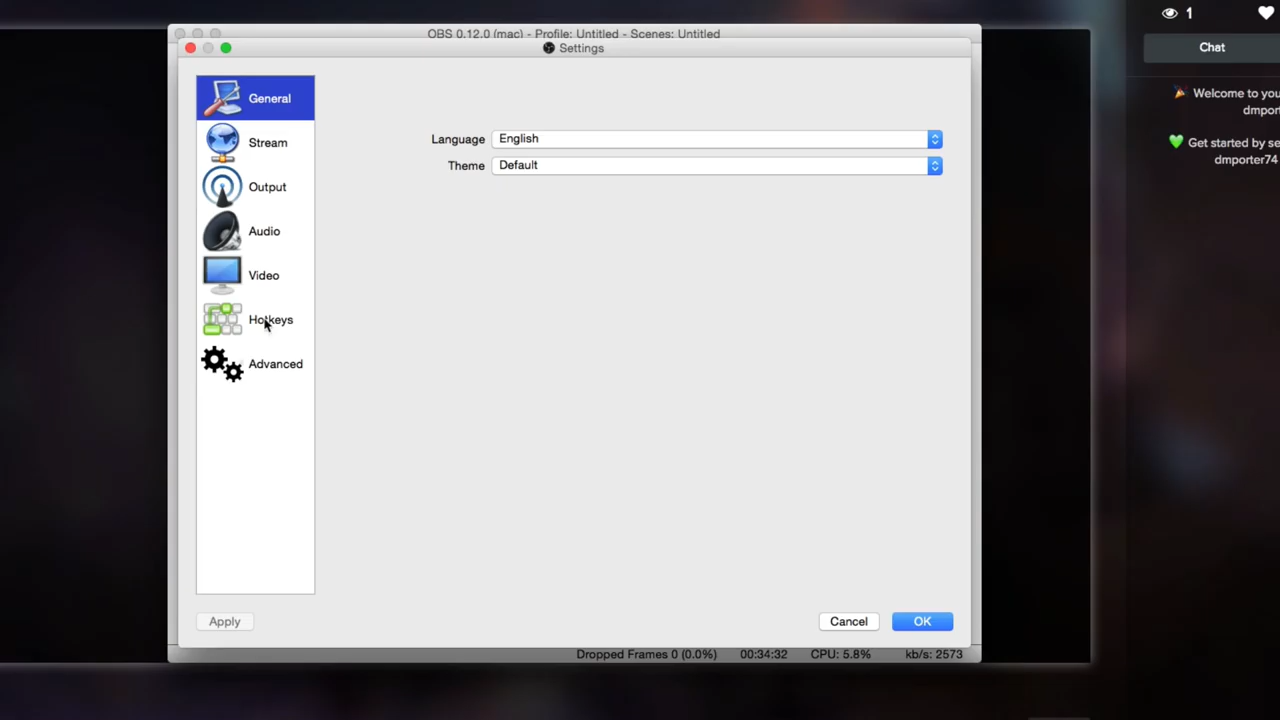 OBS 0.12.0 (mac) - Profile: Untitled - Scenes: Untitled
Settings
General
Stream
Output
Audio
Video
Hotkeys
Advanced
Language English
Theme Default
Apply
Cancel
OK
Dropped Frames 0 (0.0%) 00:34:32 CPU: 5.8% kb/s: 2573
1
Chat
Welcome to you
dmport
Get started by se
dmporter74